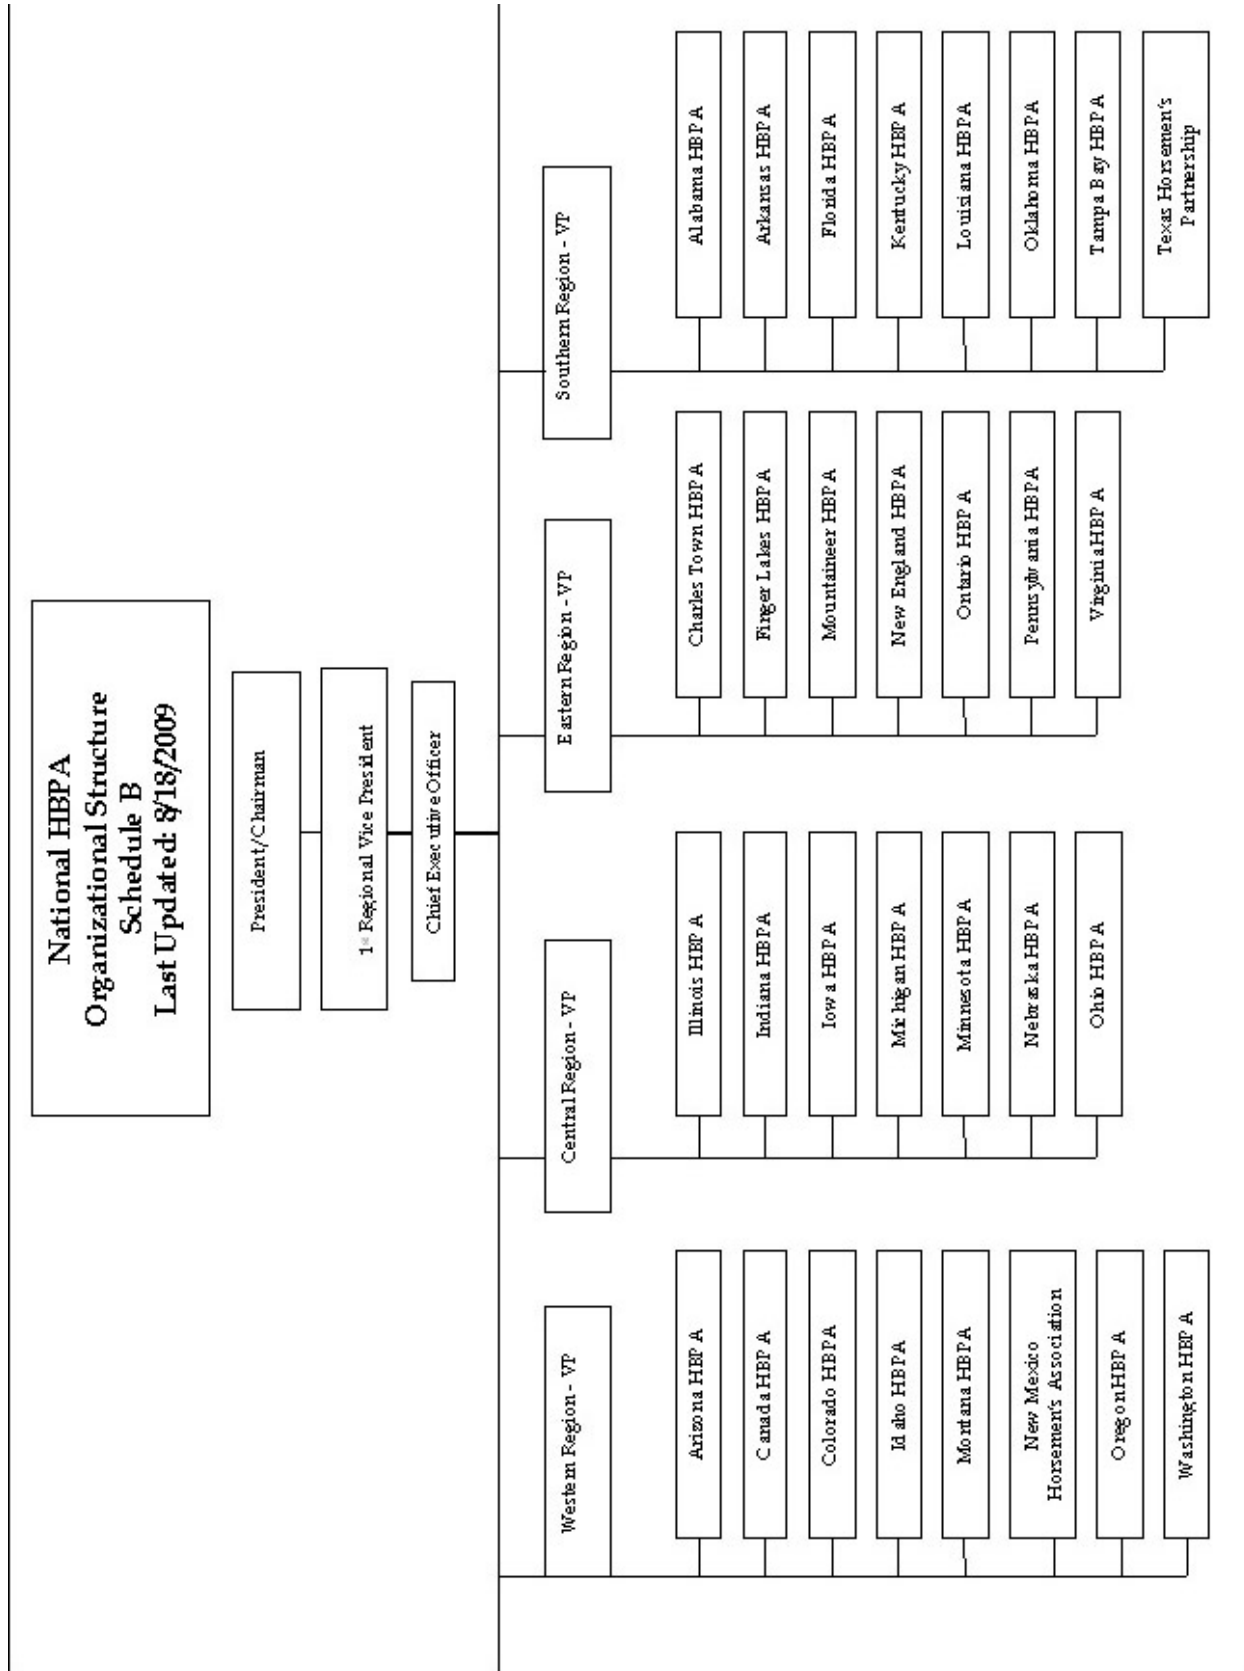 National HBPA
Organizational Structure
Schedule B
Last Updated: 8/18/2009
President/Chairman
1st Regional Vice President
Chief Executive Officer
Western Region - VP
Arizona HBPA
Canada HBPA
Colorado HBPA
Idaho HBPA
Montana HBPA
New Mexico
Horsemen's Association
Oregon HBPA
Washington HBPA
Central Region - VP
Illinois HBPA
Indiana HBPA
Iowa HBPA
Michigan HBPA
Minnesota HBPA
Nebraska HBPA
Ohio HBPA
Eastern Region - VP
Charles Town HBPA
Finger Lakes HBPA
Mountaineer HBPA
New England HBPA
Ontario HBPA
Pennsylvania HBPA
Virginia HBPA
Southern Region - VP
Alabama HBPA
Arkansas HBPA
Florida HBPA
Kentucky HBPA
Louisiana HBPA
Oklahoma HBPA
Tampa Bay HBPA
Texas Horsemen's
Partnership